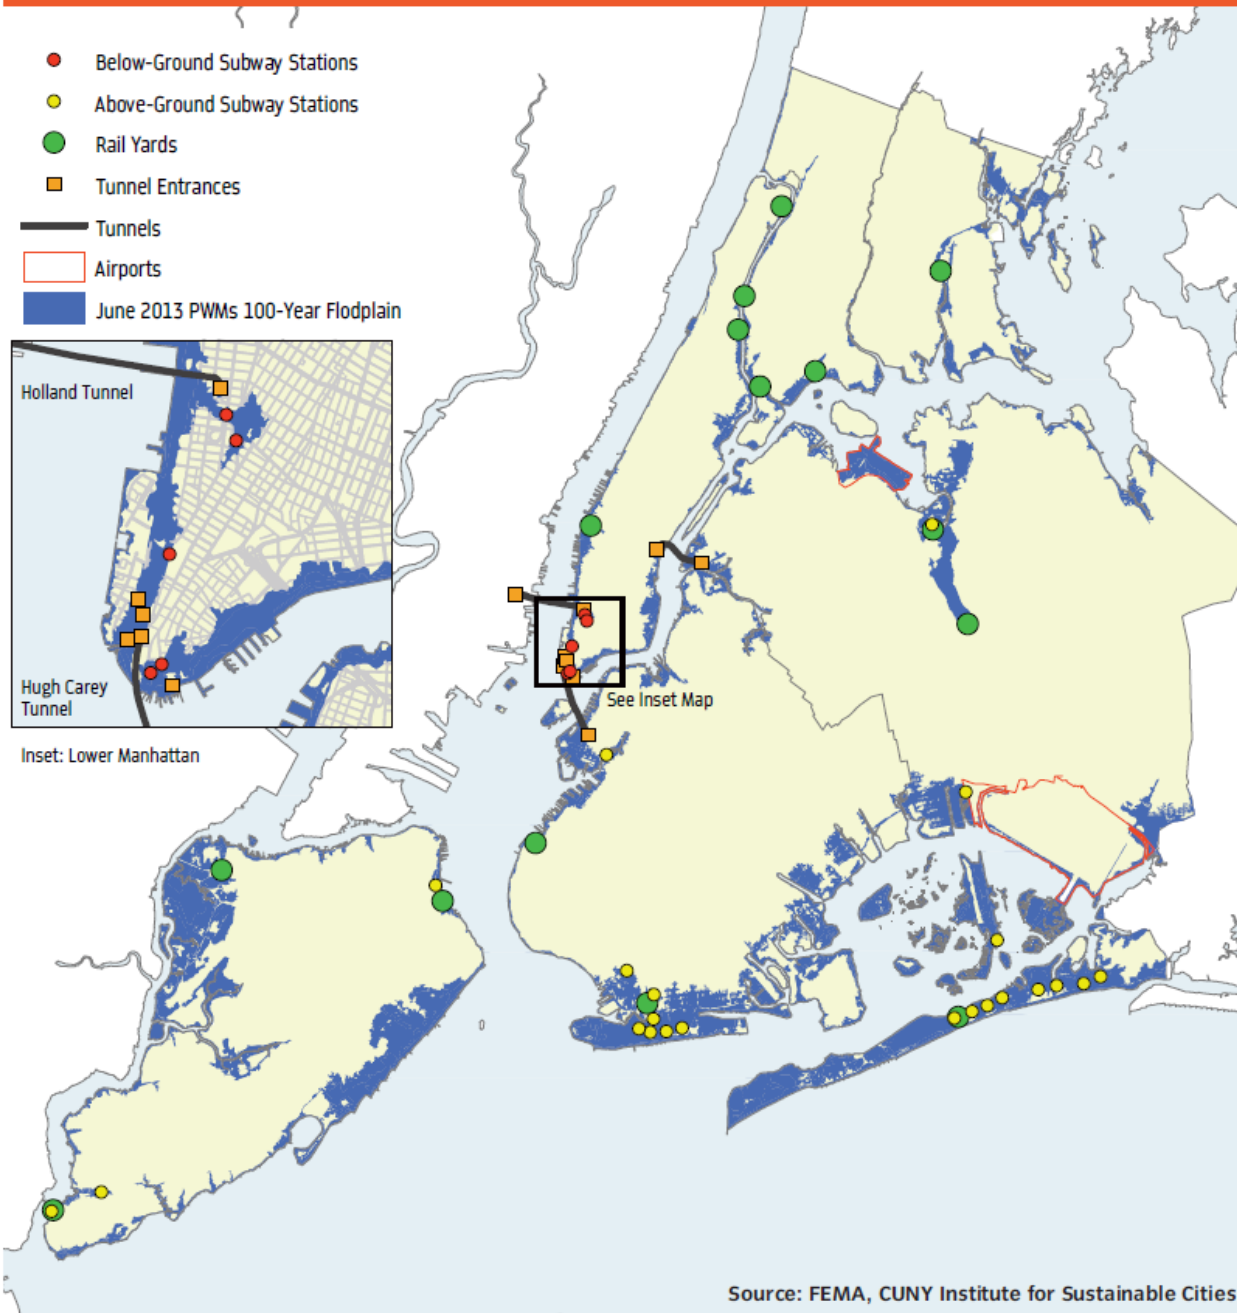 Below-Ground Subway Stations
Above-Ground Subway Stations
Rail Yards
Tunnel Entrances
Tunnels
Airports
June 2013 PWMs 100-Year Flodplain
Holland Tunnel
Hugh Carey
Tunnel
See Inset Map
Inset: Lower Manhattan
Source: FEMA, CUNY Institute for Sustainable Cities